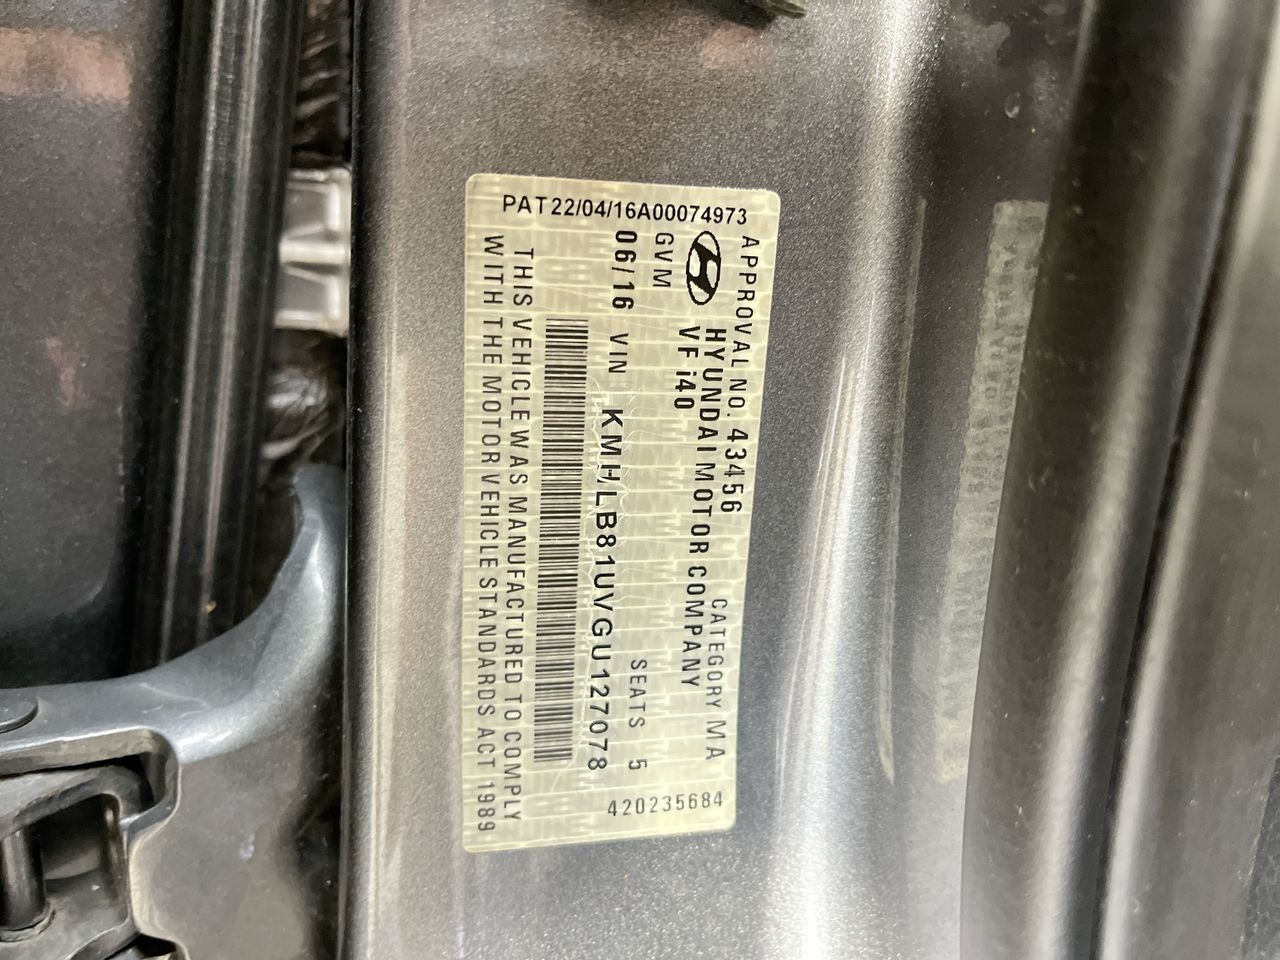 PAT22/04/16A00074973
APPROVAL NO. 43456 CATEGORY MA
HYUNDAI MOTOR COMPANY
VF i40
GVM SEATS 5
06/16 VIN KMHLB81UVGU127078
THIS VEHICLE WAS MANUFACTURED TO COMPLY
WITH THE MOTOR VEHICLE STANDARDS ACT 1989
420235684